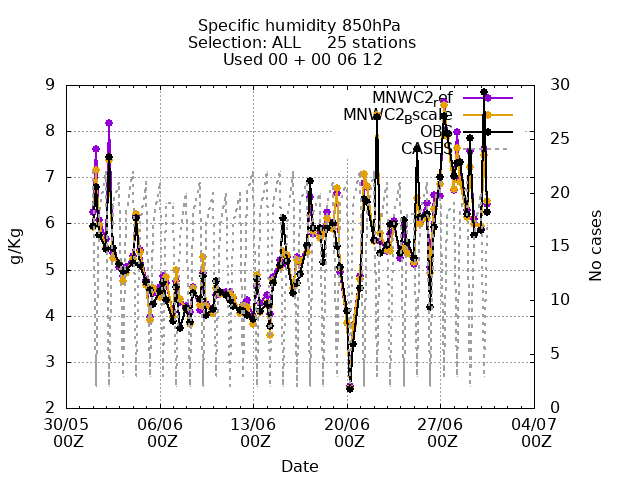 Specific humidity 850hPa
Selection: ALL 25 stations
Used 00 + 00 06 12
MNWC2_ref
MNWC2_Bscale
OBS
CASES
g/Kg
No cases
9
8
7
6
5
4
3
2
30
25
20
15
10
5
0
30/05 06/06 13/06 20/06 27/06 04/07
00Z 00Z 00Z 00Z 00Z 00Z
Date